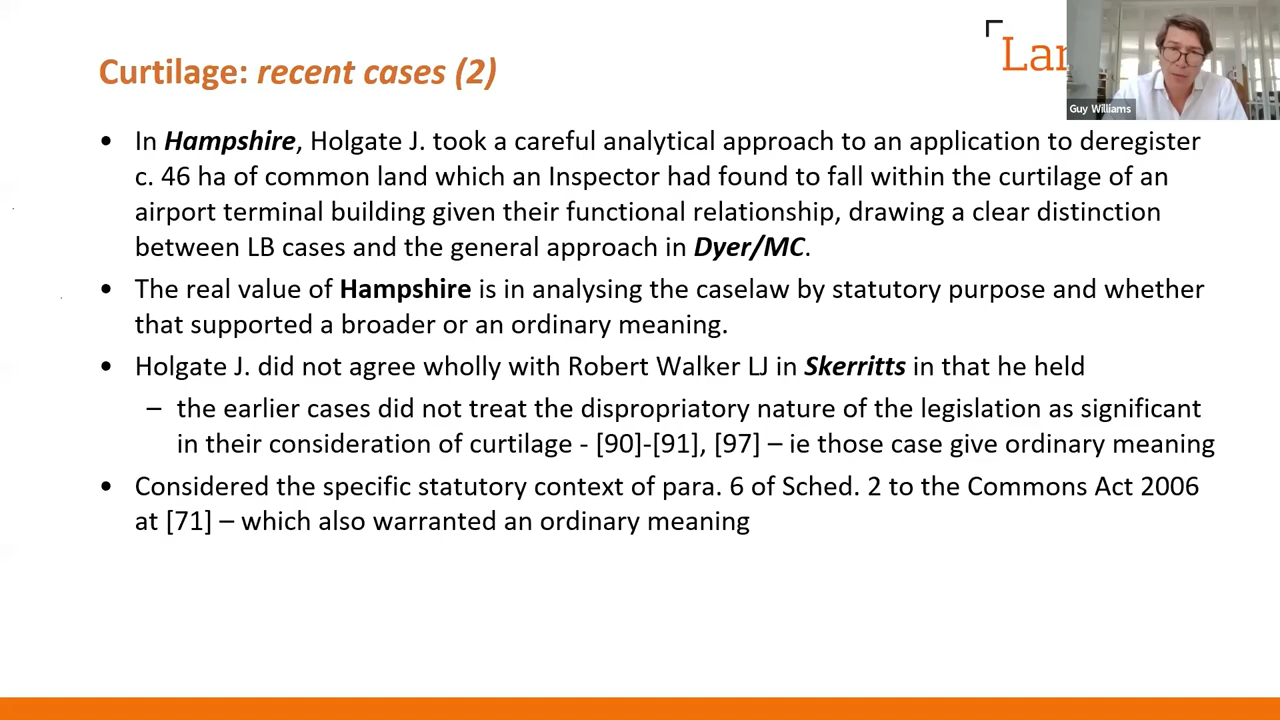 Curtilage: recent cases (2)
Guy Williams
• In Hampshire, Holgate J. took a careful analytical approach to an application to deregister
c. 46 ha of common land which an Inspector had found to fall within the curtilage of an
airport terminal building given their functional relationship, drawing a clear distinction
between LB cases and the general approach in Dyer/MC.
• The real value of Hampshire is in analysing the caselaw by statutory purpose and whether
that supported a broader or an ordinary meaning.
• Holgate J. did not agree wholly with Robert Walker LJ in Skerritts in that he held
– the earlier cases did not treat the dispropriatory nature of the legislation as significant
in their consideration of curtilage - [90]-[91], [97] – ie those case give ordinary meaning
• Considered the specific statutory context of para. 6 of Sched. 2 to the Commons Act 2006
at [71] – which also warranted an ordinary meaning